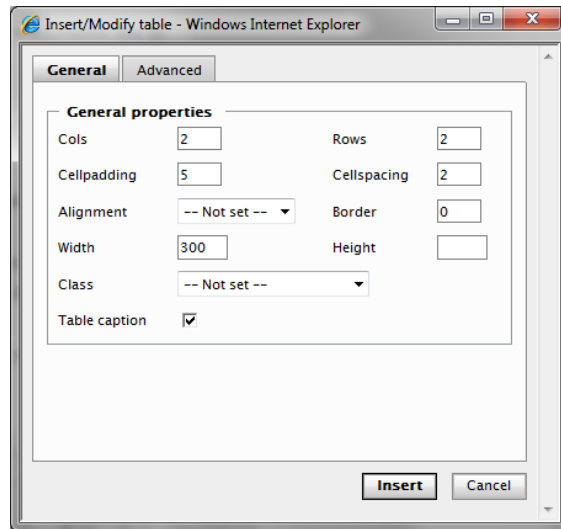 Insert/Modify table - Windows Internet Explorer
General Advanced
General properties
Cols 2 Rows 2
Cellpadding 5 Cellspacing 2
Alignment -- Not set -- Border 0
Width 300 Height
Class -- Not set --
Table caption
Insert Cancel